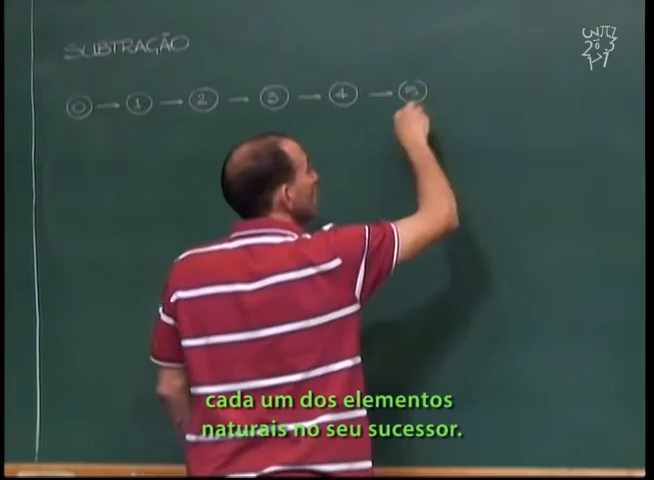 SUBTRAÇÃO
0 → 1 → 2 → 3 → 4 → 5
cada um dos elementos
naturais no seu sucessor.